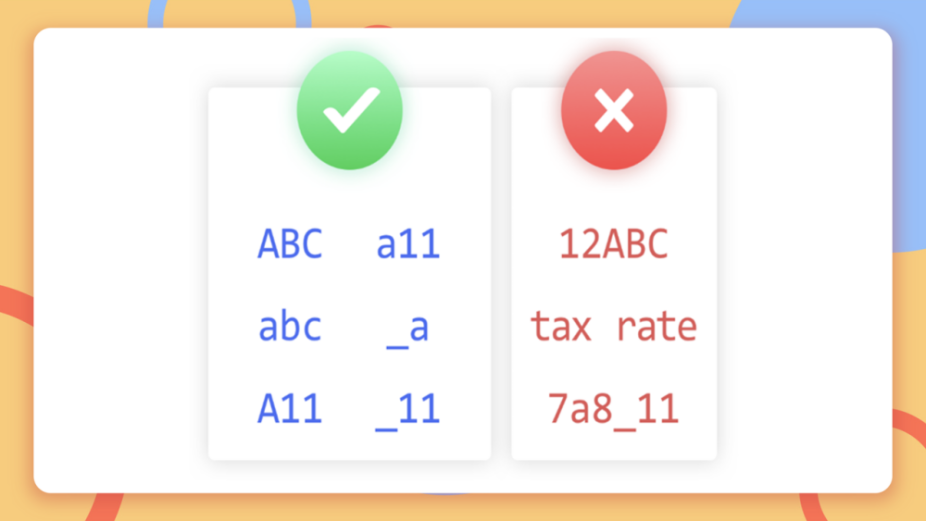 ABC a11
abc _a
A11 _11
12ABC
tax rate
7a8_11